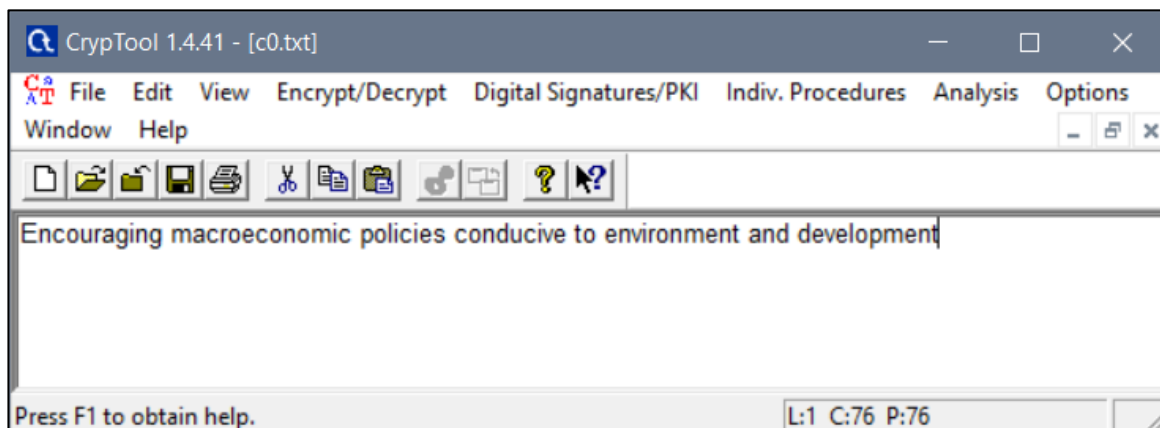 CrypTool 1.4.41 - [c0.txt]
File Edit View Encrypt/Decrypt Digital Signatures/PKI Indiv. Procedures Analysis Options
Window Help
Encouraging macroeconomic policies conducive to environment and development
Press F1 to obtain help. L:1 C:76 P:76